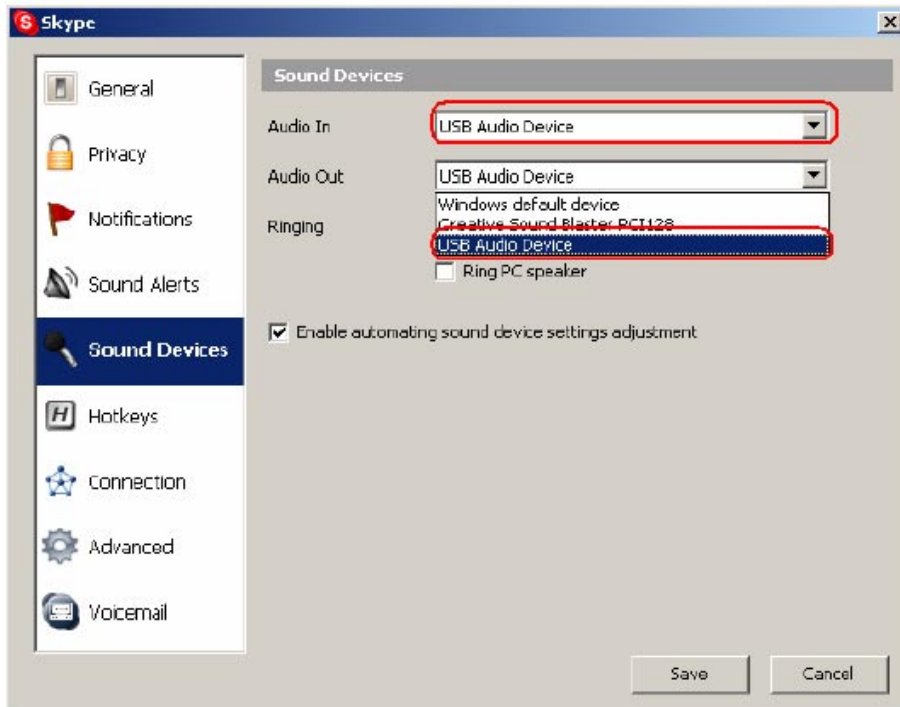 Skype
General
Privacy
Notifications
Sound Alerts
Sound Devices
Hotkeys
Connection
Advanced
Voicemail
Sound Devices
Audio In
USB Audio Device
Audio Out
USB Audio Device
Windows default device
Creative Sound Blaster PCI128
USB Audio Device
Ringing
Ring PC speaker
Enable automating sound device settings adjustment
Save
Cancel